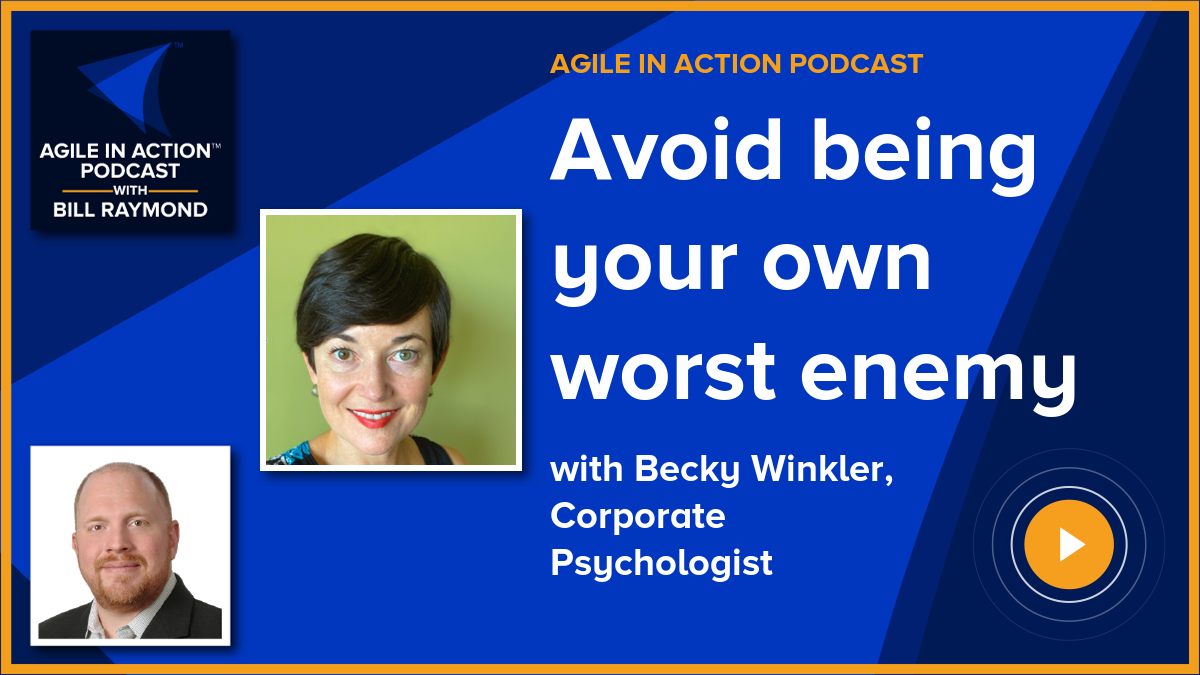 AGILE IN ACTION™
PODCAST
WITH
BILL RAYMOND
AGILE IN ACTION PODCAST
Avoid being
your own
worst enemy
with Becky Winkler,
Corporate
Psychologist
TM